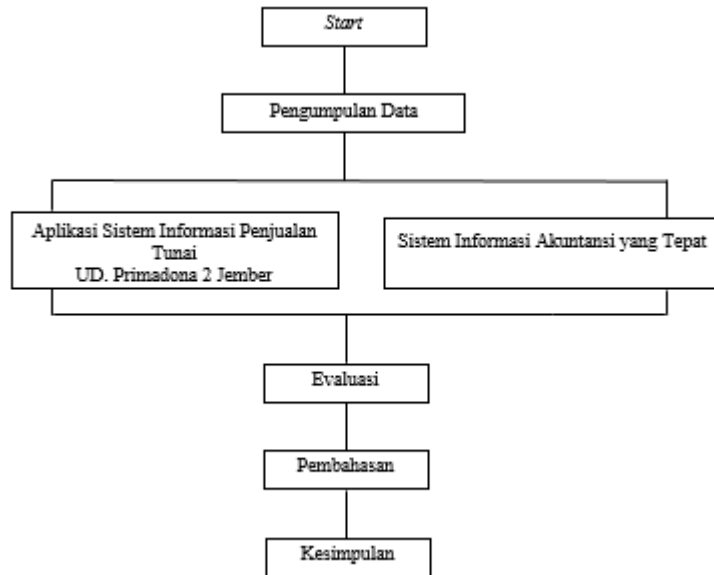 Start
Pengumpulan Data
Aplikasi Sistem Informasi Penjualan
Tunai
UD. Primadona 2 Jember
Sistem Informasi Akuntansi yang Tepat
Evaluasi
Pembahasan
Kesimpulan